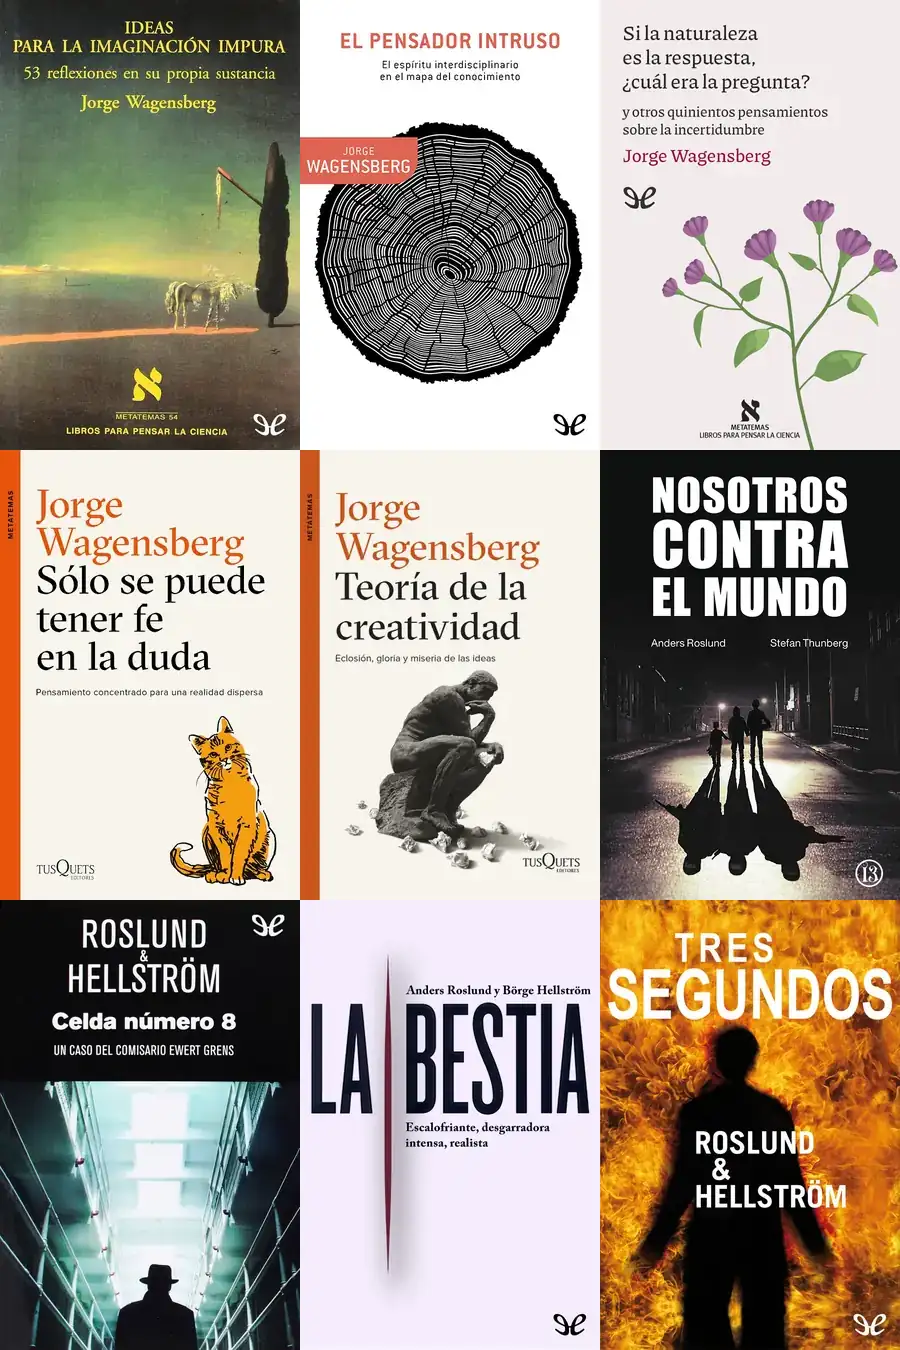 IDEAS
PARA LA IMAGINACIÓN IMPURA
53 reflexiones en su propia sustancia
Jorge Wagensberg
METATEMAS 54
LIBROS PARA PENSAR LA CIENCIA
EL PENSADOR INTRUSO
El espíritu interdisciplinario
en el mapa del conocimiento
JORGE
WAGENSBERG
Si la naturaleza
es la respuesta,
¿cuál era la pregunta?
y otros quinientos pensamientos
sobre la incertidumbre
Jorge Wagensberg
METATEMAS
LIBROS PARA PENSAR LA CIENCIA
METATEMAS
Jorge
Wagensberg
Sólo se puede
tener fe
en la duda
Pensamiento concentrado para una realidad dispersa
TUSQUETS
EDITORES
METATEMAS
Jorge
Wagensberg
Teoría de la
creatividad
Eclosión, gloria y miseria de las ideas
TUSQUETS
EDITORES
NOSOTROS
CONTRA
EL MUNDO
Anders Roslund Stefan Thunberg
13
ROSLUND
&
HELLSTRÖM
Celda número 8
UN CASO DEL COMISARIO EWERT GRENS
Anders Roslund y Börge Hellström
LA BESTIA
Escalofriante, desgarradora
intensa, realista
TRES
SEGUNDOS
ROSLUND
&
HELLSTRÖM